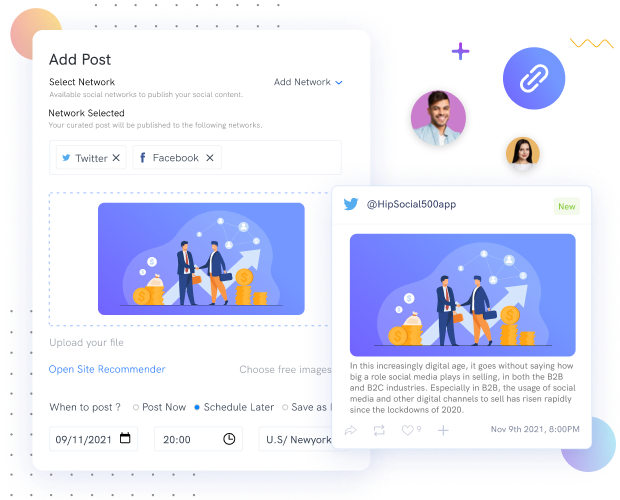 Add Post
Select Network
Add Network
Available social networks to publish your social content.
Network Selected
Your curated post will be published to the following networks.
Twitter
Facebook
Upload your file
Open Site Recommender
Choose free images
When to post ?
Post Now
Schedule Later
Save as
09/11/2021
20:00
U.S/ Newyork
@HipSocial500app
New
In this increasingly digital age, it goes without saying how
big a role social media plays in selling, in both the B2B
and B2C industries. Especially in B2B, the usage of social
media and other digital channels to sell has risen rapidly
since the lockdowns of 2020.
9
Nov 9th 2021, 8:00PM